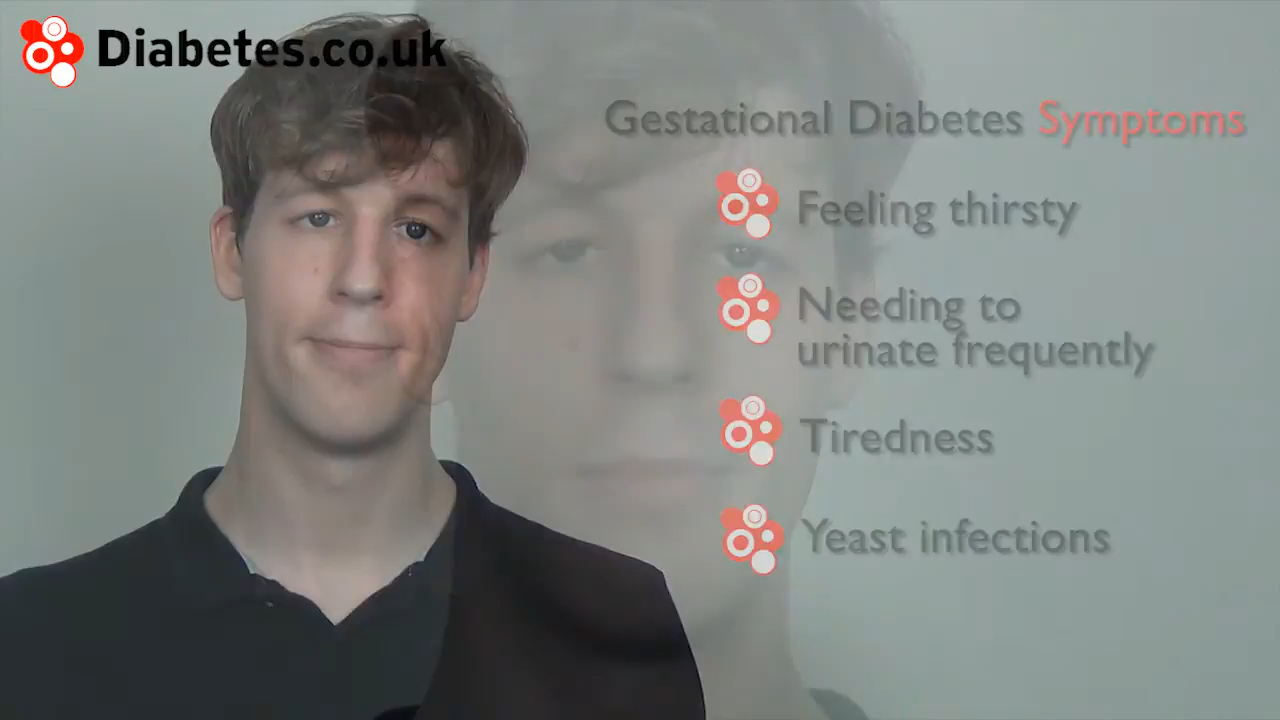 Diabetes.co.uk
Gestational Diabetes Symptoms
Feeling thirsty
Needing to
urinate frequently
Tiredness
Yeast infections